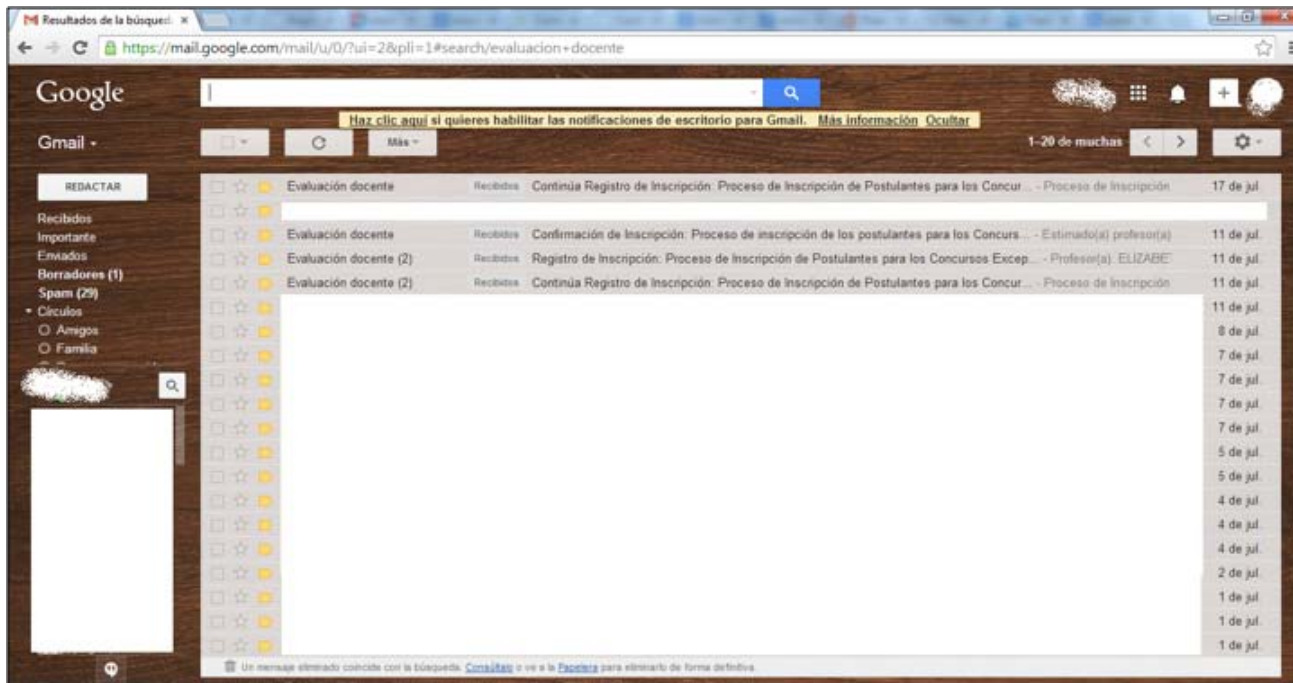 Resultados de la búsqued.
https://mail.google.com/mail/u/0/?ui=2&pli=1#search/evaluacion+docente
Google
Haz clic aquí si quieres habilitar las notificaciones de escritorio para Gmail. Más información Ocultar
Gmail
Más
1-20 de muchas
REDACTAR
Recibidos
Importante
Enviados
Borradores (1)
Spam (29)
Círculos
Amigos
Familia
Evaluación docente Recibidos Continúa Registro de Inscripción: Proceso de Inscripción de Postulantes para los Concur... - Proceso de Inscripción 17 de jul.
Evaluación docente Recibidos Confirmación de Inscripción: Proceso de inscripción de los postulantes para los Concurs... - Estimado(a) profesor(a) 11 de jul.
Evaluación docente (2) Recibidos Registro de Inscripción: Proceso de Inscripción de Postulantes para los Concursos Excep... - Profesor(a) ELIZABET 11 de jul.
Evaluación docente (2) Recibidos Continúa Registro de Inscripción: Proceso de Inscripción de Postulantes para los Concur... - Proceso de Inscripción 11 de jul.
11 de jul.
8 de jul.
7 de jul.
7 de jul.
7 de jul.
7 de jul.
5 de jul.
5 de jul.
4 de jul.
4 de jul.
4 de jul.
2 de jul.
1 de jul.
1 de jul.
1 de jul.
Un mensaje eliminado coincide con la búsqueda. Consúltalo o ve a la Papelera para eliminarlo de forma definitiva.